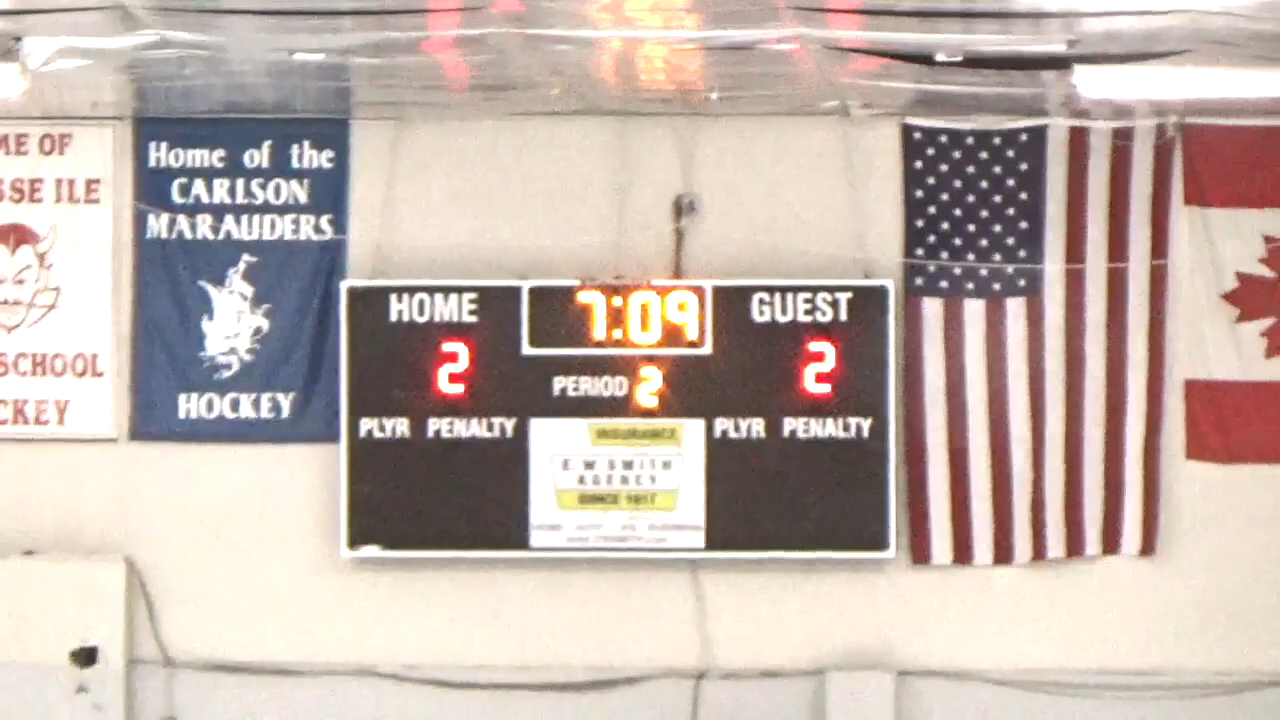 ME OF
SSE ILE
SCHOOL
CKEY
Home of the
CARLSON
MARAUDERS
HOCKEY
HOME
7:09
GUEST
2
PERIOD 2
2
PLYR PENALTY
PLYR PENALTY
INSURANCE
E.W.SMITH
AGENCY
SINCE 1917